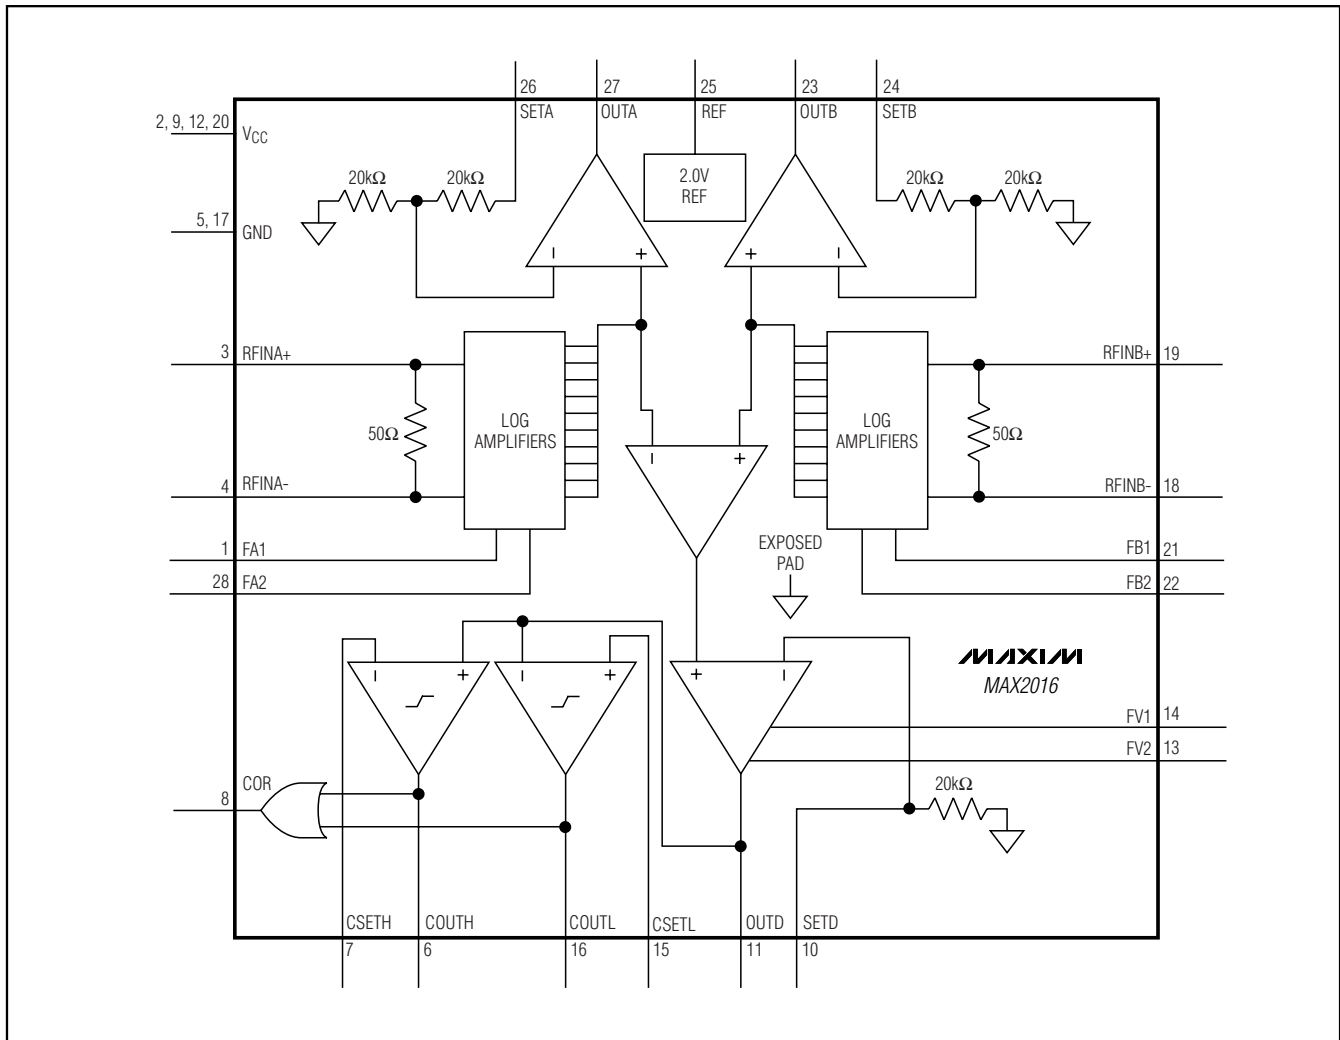 26 27 25 23 24
SETA OUTA REF OUTB SETB
2, 9, 12, 20 VCC
20kΩ 20kΩ
2.0V
REF
20kΩ 20kΩ
5, 17 GND
− + + −
3 RFINA+
RFINB+ 19
50Ω
LOG
AMPLIFIERS
− +
LOG
AMPLIFIERS
50Ω
4 RFINA-
RFINB- 18
1 FA1
EXPOSED
PAD
FB1 21
28 FA2
FB2 22
− + − + + −
MAXIM
MAX2016
FV1 14
FV2 13
COR
8
20kΩ
CSETH COUTH COUTL CSETL OUTD SETD
7 6 16 15 11 10